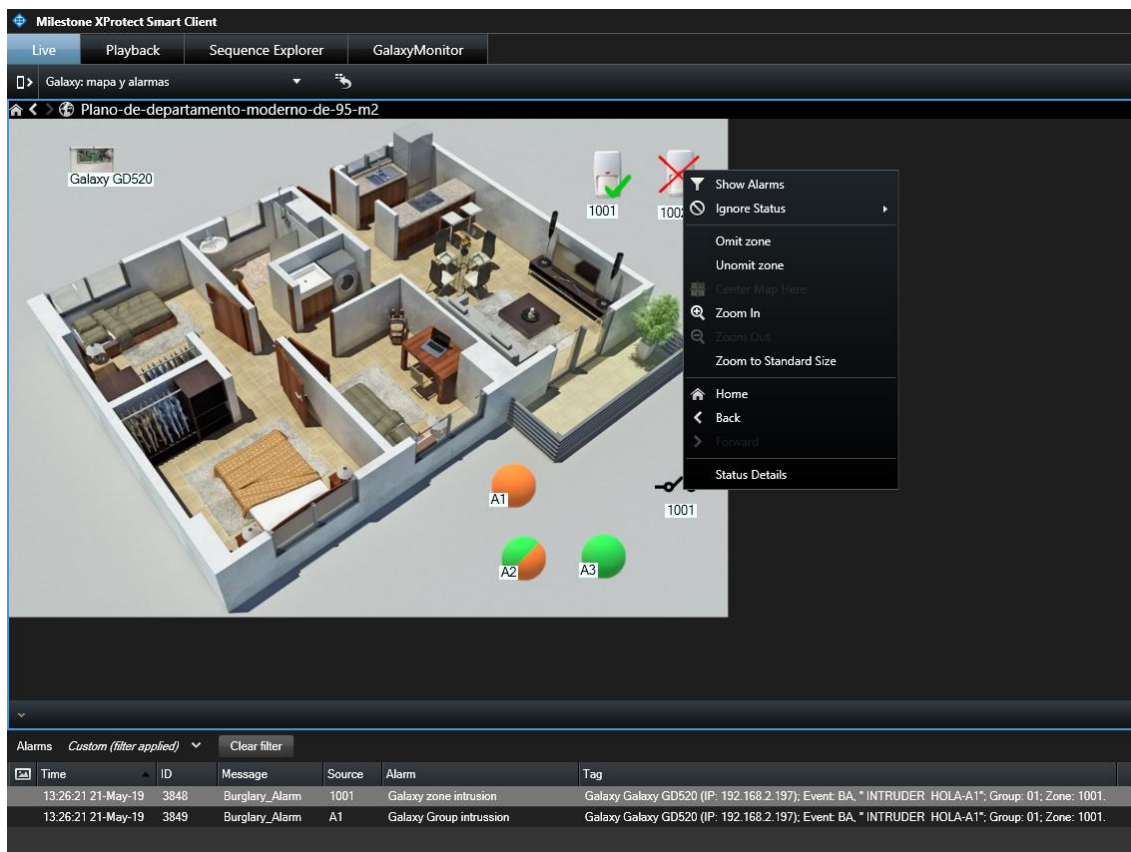 Milestone XProtect Smart Client
Live Playback Sequence Explorer GalaxyMonitor
Galaxy: mapa y alarmas
Plano-de-departamento-moderno-de-95-m2
Galaxy GD520
1001
Show Alarms
Ignore Status
Omit zone
Unomit zone
Center Map Here
Zoom In
Zoom Out
Zoom to Standard Size
Home
Back
Forward
Status Details
A1
1001
A2
A3
Alarms Custom (filter applied) Clear filter
Time ID Message Source Alarm Tag
13:26:21 21-May-19 3848 Burglary_Alarm 1001 Galaxy zone intrusion Galaxy Galaxy GD520 (IP: 192.168.2.197); Event: BA, " INTRUDER HOLA-A1"; Group: 01; Zone: 1001.
13:26:21 21-May-19 3849 Burglary_Alarm A1 Galaxy Group intrussion Galaxy Galaxy GD520 (IP: 192.168.2.197); Event: BA, " INTRUDER HOLA-A1"; Group: 01; Zone: 1001.